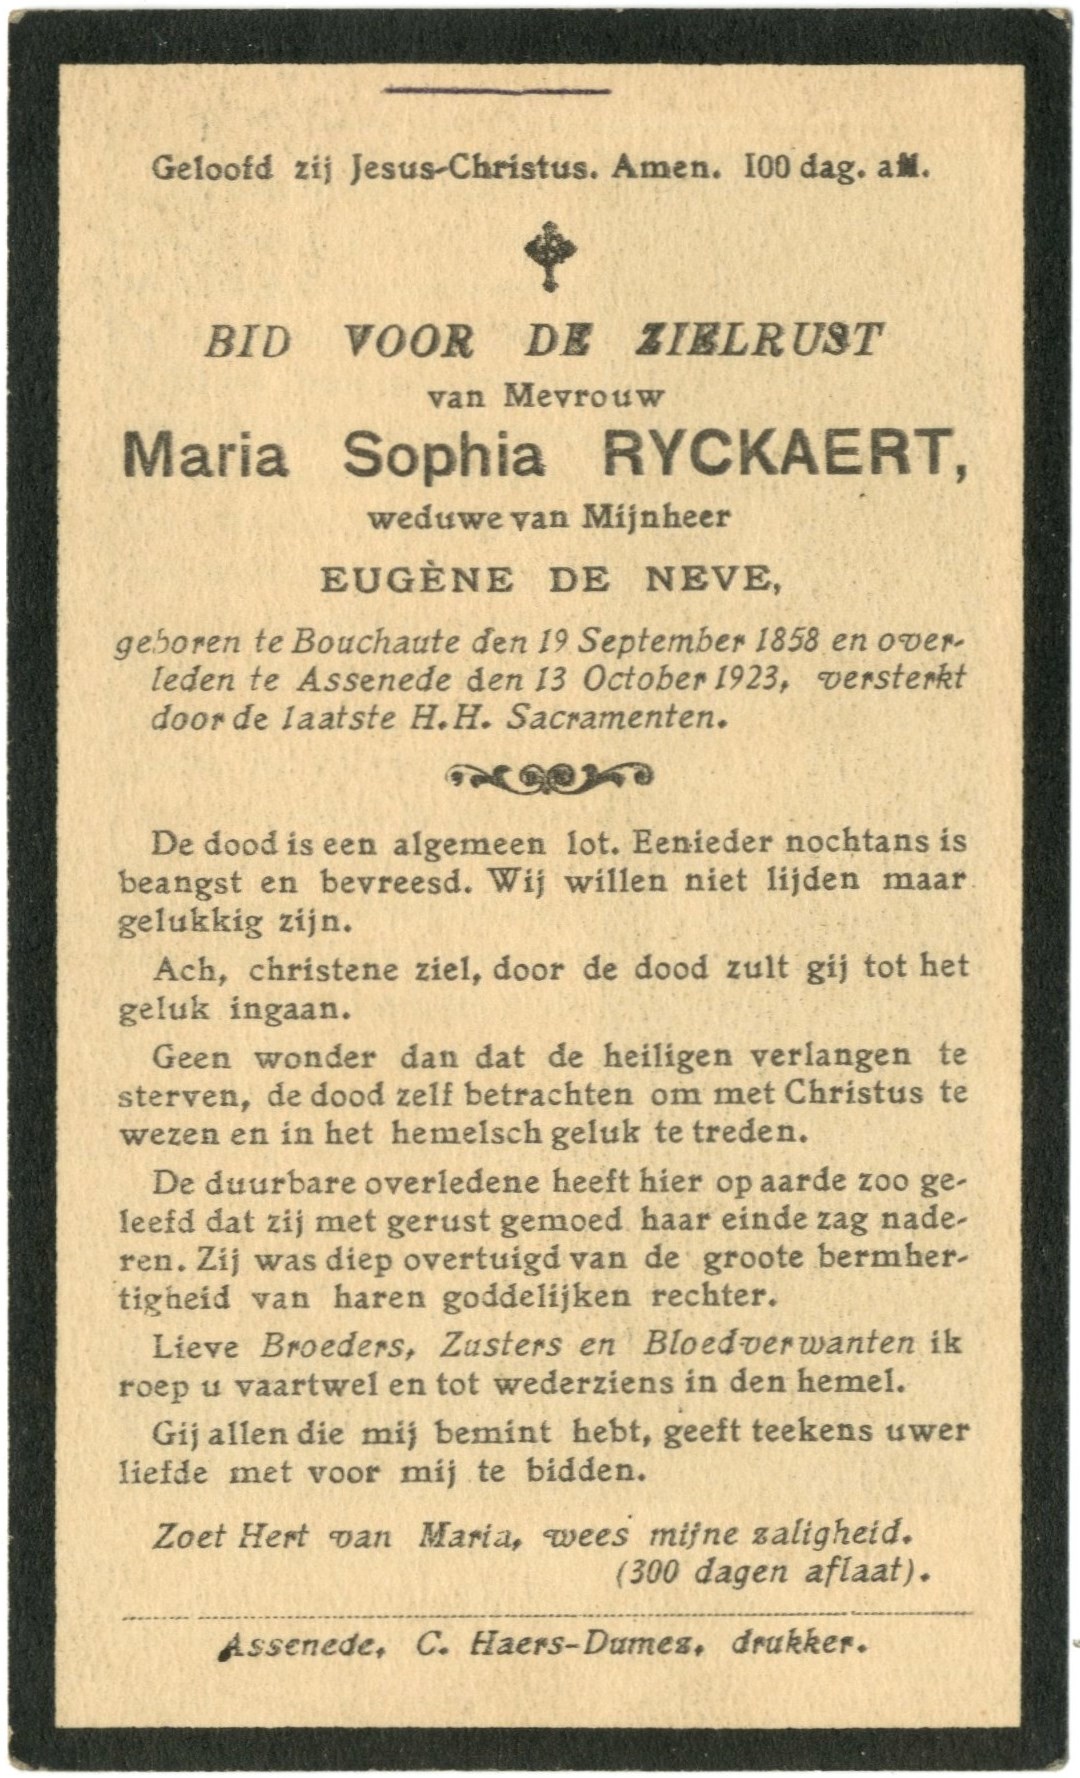 Geloofd zij Jesus-Christus. Amen. 100 dag. afl.
BID VOOR DE ZIELRUST
van Mevrouw
Maria Sophia RYCKAERT,
weduwe van Mijnheer
EUGÈNE DE NEVE,
geboren te Bouchaute den 19 September 1858 en over-
leden te Assenede den 13 October 1923, versterkt
door de laatste H.H. Sacramenten.
De dood is een algemeen lot. Eenieder nochtans is
beangst en bevreesd. Wij willen niet lijden maar
gelukkig zijn.
Ach, christene ziel, door de dood zult gij tot het
geluk ingaan.
Geen wonder dan dat de heiligen verlangen te
sterven, de dood zelf betrachten om met Christus te
wezen en in het hemelsch geluk te treden.
De duurbare overledene heeft hier op aarde zoo ge-
leefd dat zij met gerust gemoed haar einde zag nade-
ren. Zij was diep overtuigd van de groote bermher-
tigheid van haren goddelijken rechter.
Lieve Broeders, Zusters en Bloedverwanten ik
roep u vaartwel en tot wederziens in den hemel.
Gij allen die mij bemint hebt, geeft teekens uwer
liefde met voor mij te bidden.
Zoet Hert van Maria, wees mijne zaligheid.
(300 dagen aflaat).
Assenede, C. Haers-Dumez, drukker.